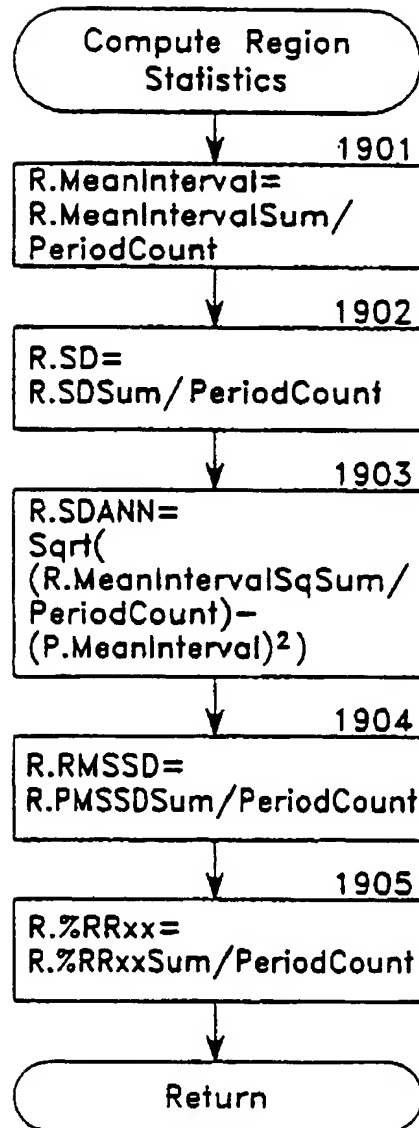 Compute Region
Statistics
1901
R.MeanInterval=
R.MeanIntervalSum/
PeriodCount
1902
R.SD=
R.SDSum/PeriodCount
1903
R.SDANN=
Sqrt(
(R.MeanIntervalSqSum/
PeriodCount)–
(P.MeanInterval)²)
1904
R.RMSSD=
R.PMSSDSum/PeriodCount
1905
R.%RRxx=
R.%RRxxSum/PeriodCount
Return